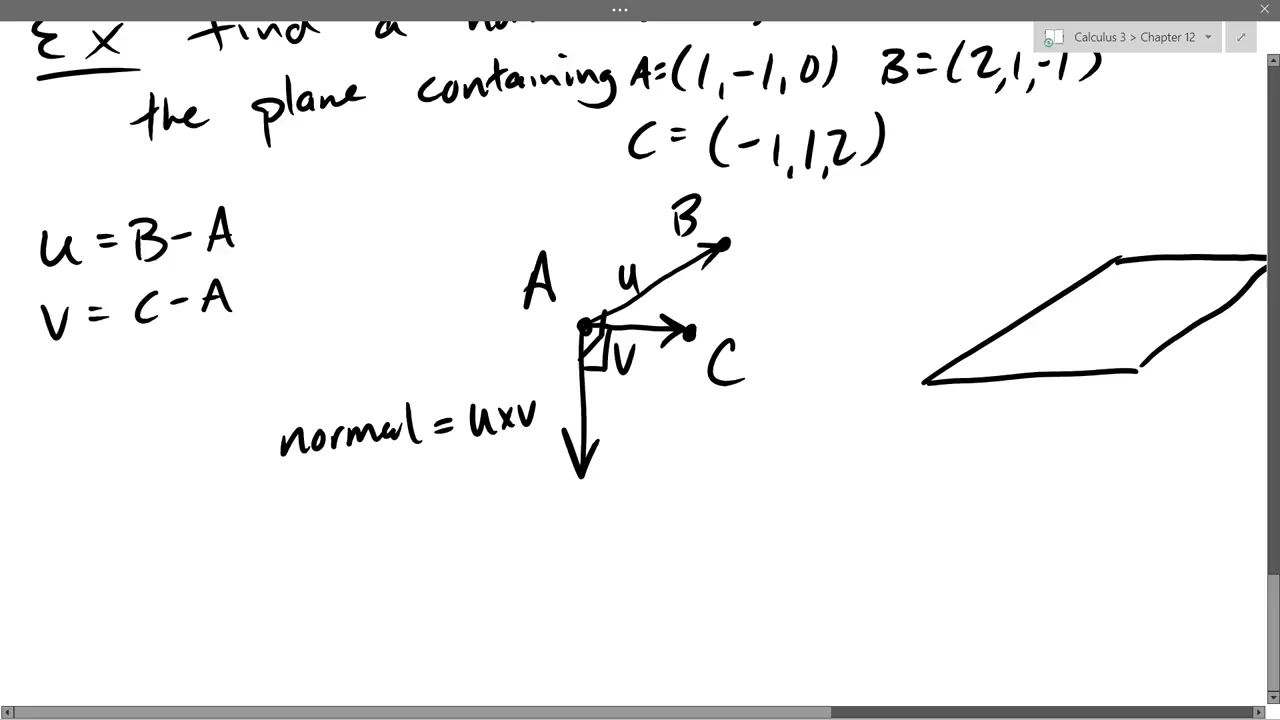 Calculus 3 > Chapter 12
Ex find a
the plane containing A=(1,-1,0) B=(2,1,-1)
C=(-1,1,2)
u = B-A
v = C-A
B
A
u
v
C
normal = u×v